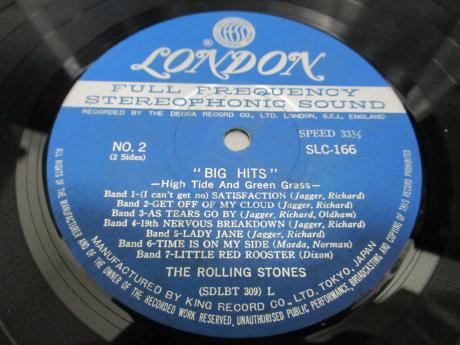 ®
LONDON
FULL FREQUENCY
STEREOPHONIC SOUND
RECORDED BY THE DECCA RECORD CO., LTD. LONDON, S.E.I., ENGLAND
SPEED 33⅓
NO. 2
(2 Sides)
SLC-166
"BIG HITS"
—High Tide And Green Grass—
Band 1-(I can't get no) SATISFACTION (Jagger, Richard)
Band 2-GET OFF OF MY CLOUD (Jagger, Richard)
Band 3-AS TEARS GO BY (Jagger, Richard, Oldham)
Band 4-19th NERVOUS BREAKDOWN (Jagger, Richard)
Band 5-LADY JANE (Jagger, Richard)
Band 6-TIME IS ON MY SIDE (Maeda, Norman)
Band 7-LITTLE RED ROOSTER (Dixon)
THE ROLLING STONES
(SDLBT 309) L
MANUFACTURED BY KING RECORD CO., LTD. TOKYO, JAPAN
ALL RIGHTS OF THE MANUFACTURER AND OF THE OWNER OF THE RECORDED WORK RESERVED, UNAUTHORISED PUBLIC PERFORMANCE, BROADCASTING AND COPYING OF THIS RECORD PROHIBITED